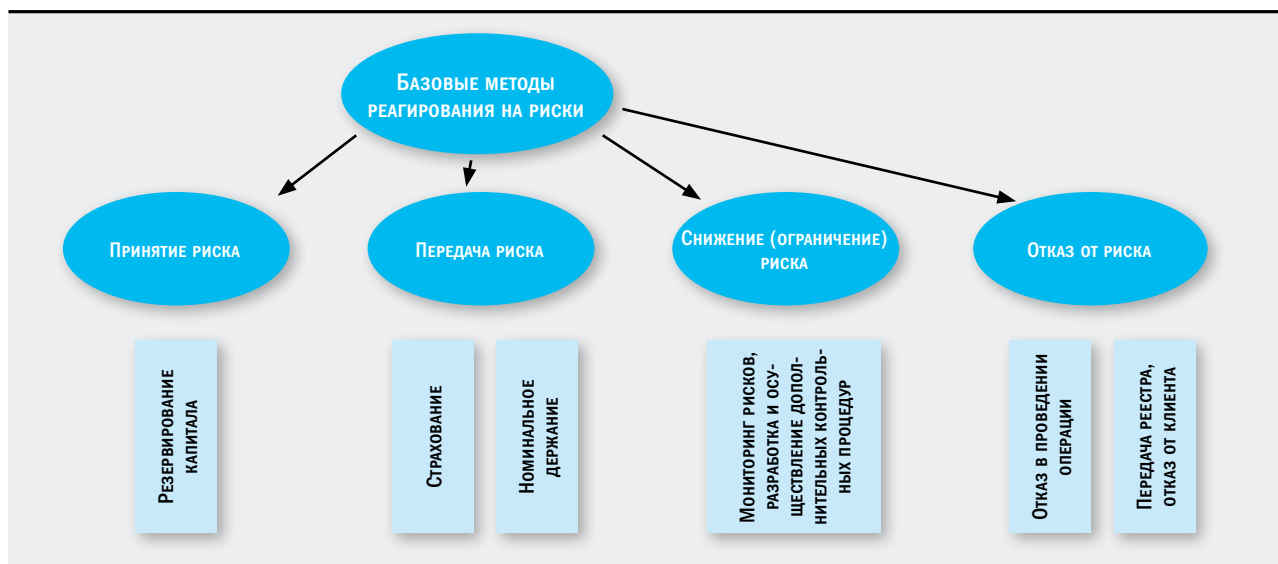 Базовые методы
реагирования на риски
Принятие риска
Передача риска
Снижение (ограничение)
риска
Отказ от риска
Резервирование
капитала
Страхование
Номинальное
держание
Мониторинг рисков,
разработка и осу-
ществление допол-
нительных контроль-
ных процедур
Отказ в проведении
операции
Передача реестра,
отказ от клиента